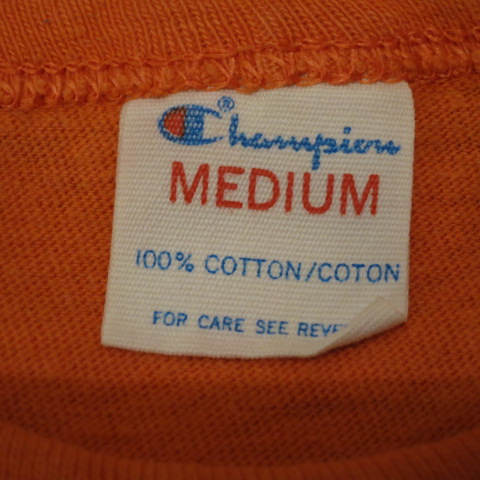 Champion®
MEDIUM
100% COTTON/COTON
FOR CARE SEE